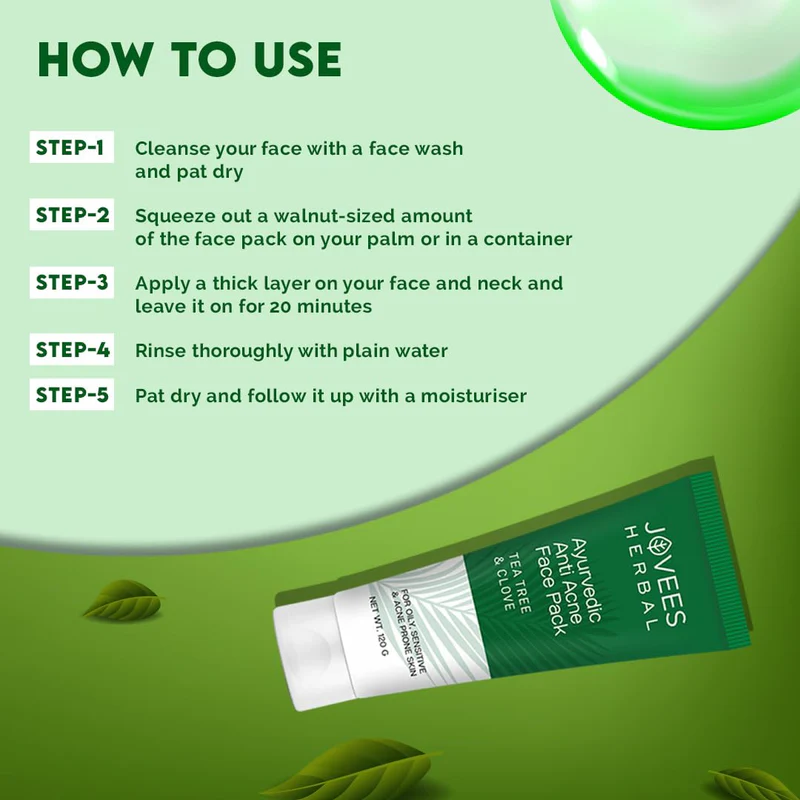 HOW TO USE
STEP-1
Cleanse your face with a face wash
and pat dry
STEP-2
Squeeze out a walnut-sized amount
of the face pack on your palm or in a container
STEP-3
Apply a thick layer on your face and neck and
leave it on for 20 minutes
STEP-4
Rinse thoroughly with plain water
STEP-5
Pat dry and follow it up with a moisturiser
JOVEES
HERBAL
Ayurvedic
Anti Acne
Face Pack
TEA TREE
& CLOVE
FOR OILY, SENSITIVE
& ACNE PRONE SKIN
NET WT. 120 G